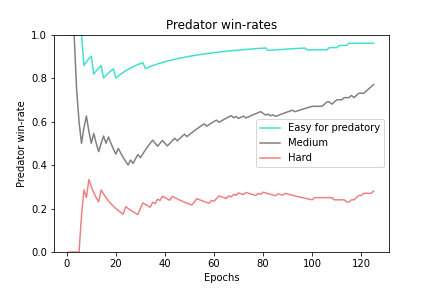 Predator win-rates
Predator win-rate
1.0
0.8
0.6
0.4
0.2
0.0
Easy for predatory
Medium
Hard
0 20 40 60 80 100 120
Epochs